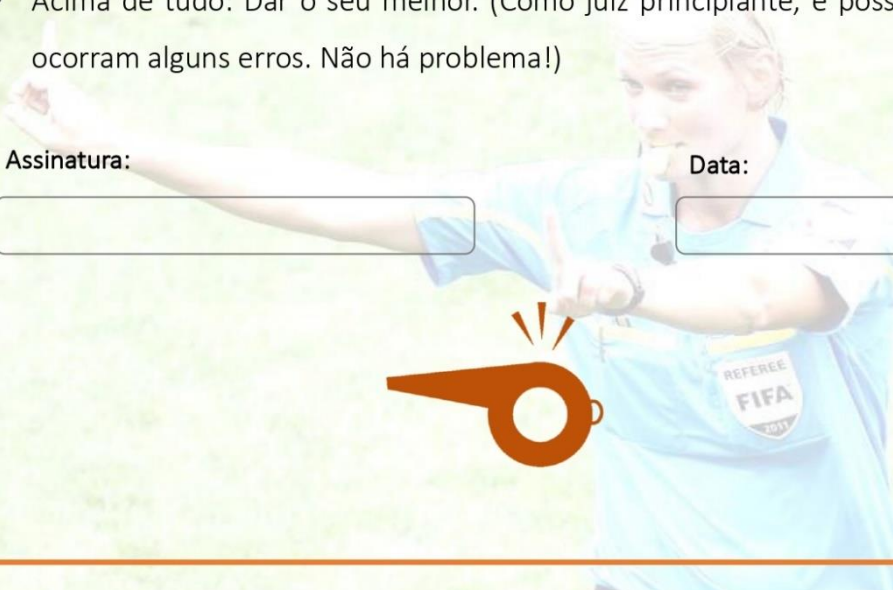 Acima de tudo: Dar o seu melhor. (Como juiz principiante, é
ocorram alguns erros. Não há problema!)
Assinatura:
Data:
REFEREE
FIFA
2011